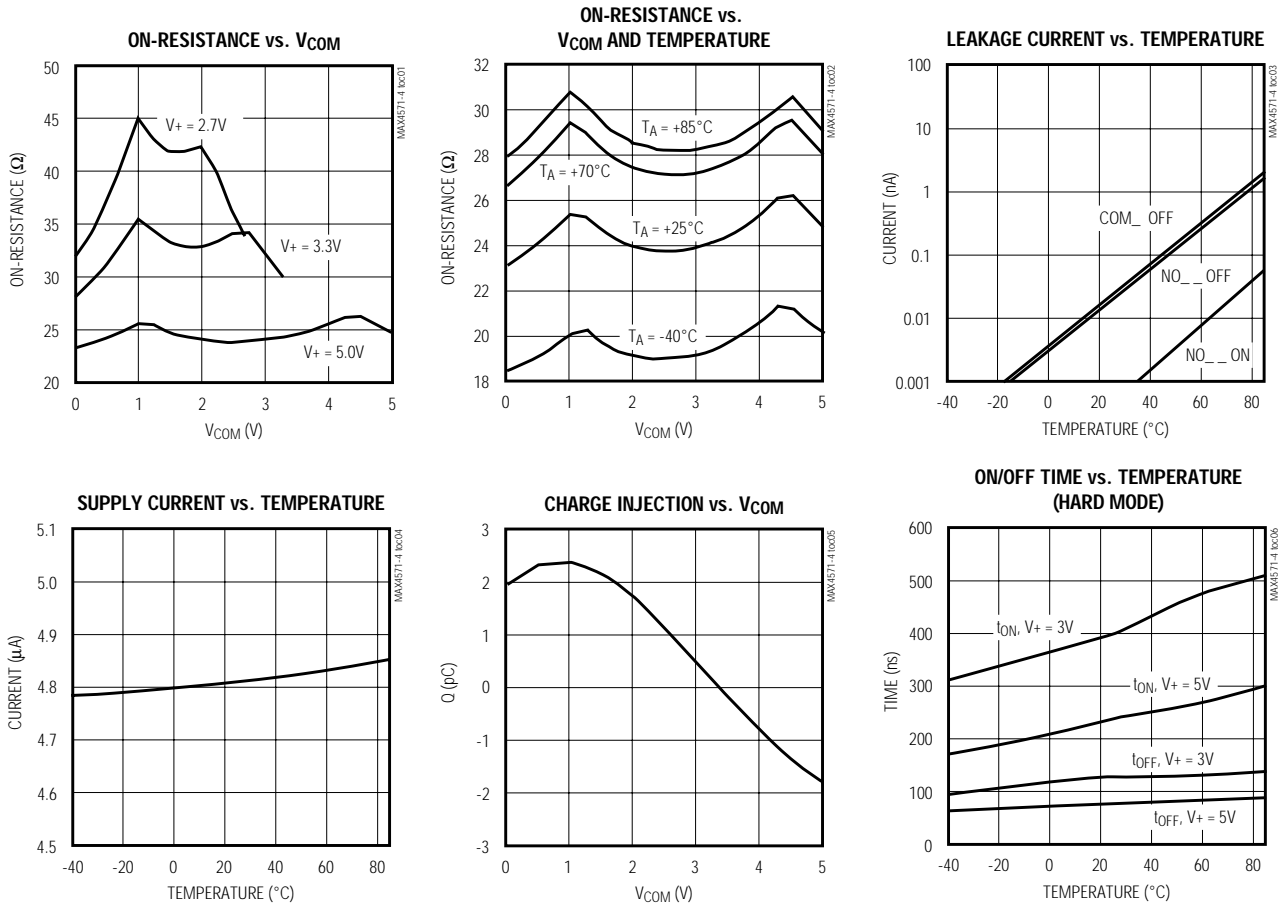 ON-RESISTANCE vs. VCOM
50
45
40
35
30
25
20
ON-RESISTANCE (Ω)
V+ = 2.7V
V+ = 3.3V
V+ = 5.0V
0 1 2 3 4 5
VCOM (V)
MAX4571-4 toc01
ON-RESISTANCE vs.
VCOM AND TEMPERATURE
32
30
28
26
24
22
20
18
ON-RESISTANCE (Ω)
TA = +85°C
TA = +70°C
TA = +25°C
TA = -40°C
0 1 2 3 4 5
VCOM (V)
MAX4571-4 toc02
LEAKAGE CURRENT vs. TEMPERATURE
100
10
1
0.1
0.01
0.001
CURRENT (nA)
COM_ OFF
NO_ _ OFF
NO_ _ ON
-40 -20 0 20 40 60 80
TEMPERATURE (°C)
MAX4571-4 toc03
SUPPLY CURRENT vs. TEMPERATURE
5.1
5.0
4.9
4.8
4.7
4.6
4.5
CURRENT (µA)
-40 -20 0 20 40 60 80
TEMPERATURE (°C)
MAX4571-4 toc04
CHARGE INJECTION vs. VCOM
3
2
1
0
-1
-2
-3
Q (pC)
0 1 2 3 4 5
VCOM (V)
MAX4571-4 toc05
ON/OFF TIME vs. TEMPERATURE
(HARD MODE)
600
500
400
300
200
100
0
TIME (ns)
tON, V+ = 3V
tON, V+ = 5V
tOFF, V+ = 3V
tOFF, V+ = 5V
-40 -20 0 20 40 60 80
TEMPERATURE (°C)
MAX4571-4 toc06